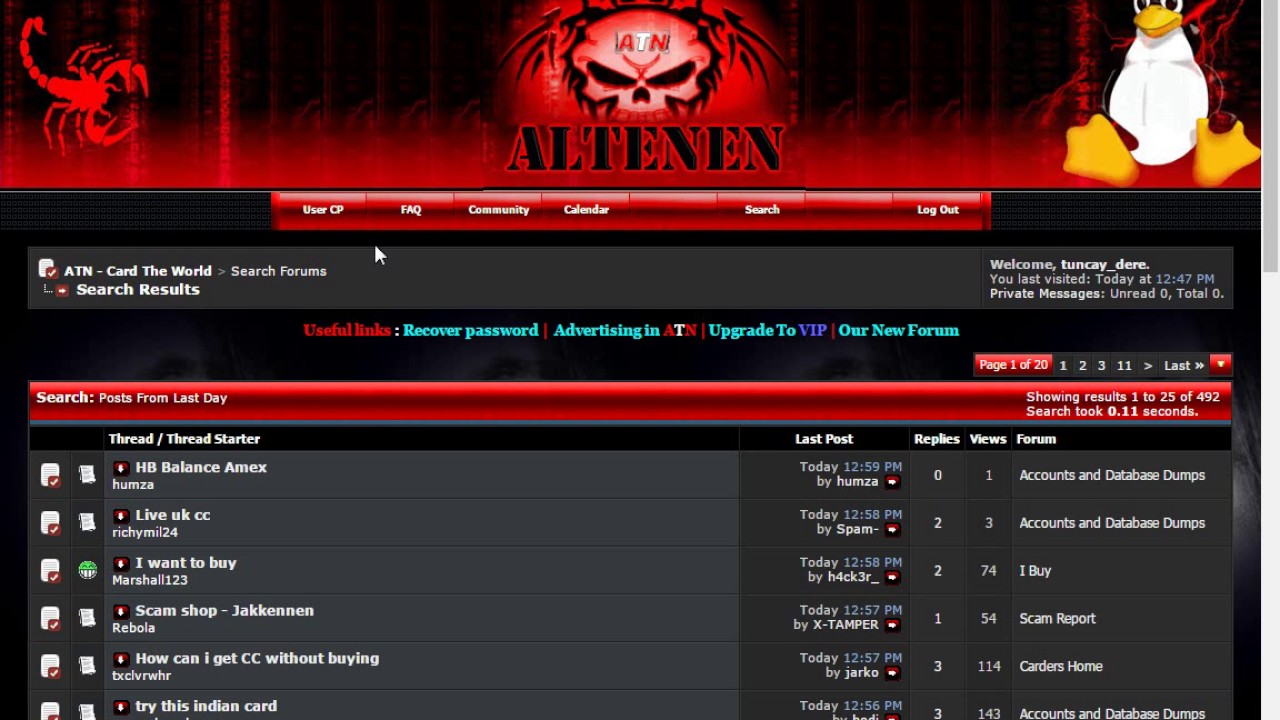 ATN
ALTENEN
User CP
FAQ
Community
Calendar
Search
Log Out
ATN - Card The World > Search Forums
Search Results
Welcome, tuncay_dere.
You last visited: Today at 12:47 PM
Private Messages: Unread 0, Total 0.
Useful links : Recover password | Advertising in ATN | Upgrade To VIP | Our New Forum
Page 1 of 20 1 2 3 11 > Last »
Search: Posts From Last Day
Showing results 1 to 25 of 492
Search took 0.11 seconds.
Thread / Thread Starter Last Post Replies Views Forum
HB Balance Amex
humza
Today 12:59 PM
by humza
0 1 Accounts and Database Dumps
Live uk cc
richymil24
Today 12:58 PM
by Spam-
2 3 Accounts and Database Dumps
I want to buy
Marshall123
Today 12:58 PM
by h4ck3r_
2 74 I Buy
Scam shop - Jakkennen
Rebola
Today 12:57 PM
by X-TAMPER
1 54 Scam Report
How can i get CC without buying
txclvrwhr
Today 12:57 PM
by jarko
3 114 Carders Home
try this indian card
Today 12:56 PM
by
3 143 Accounts and Database Dumps